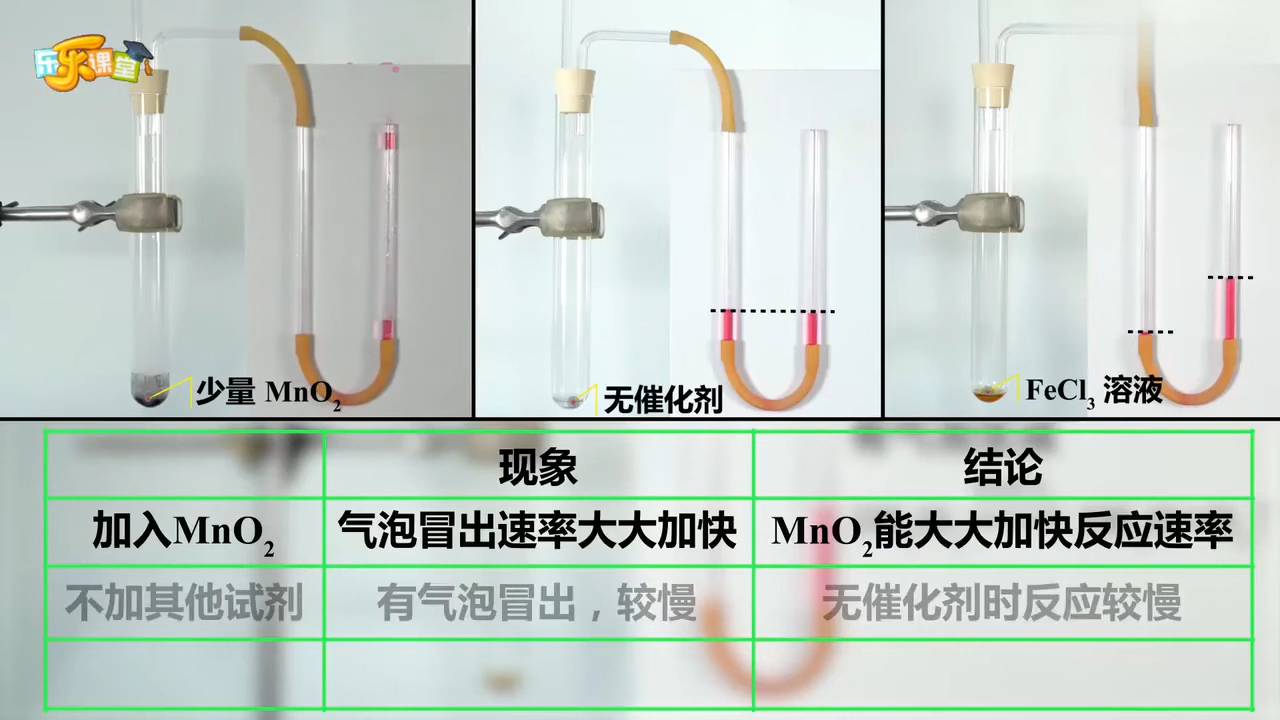 乐乐课堂
少量 MnO₂
无催化剂
FeCl₃ 溶液
现象 结论
加入MnO₂ 气泡冒出速率大大加快 MnO₂能大大加快反应速率
不加其他试剂 有气泡冒出，较慢 无催化剂时反应较慢